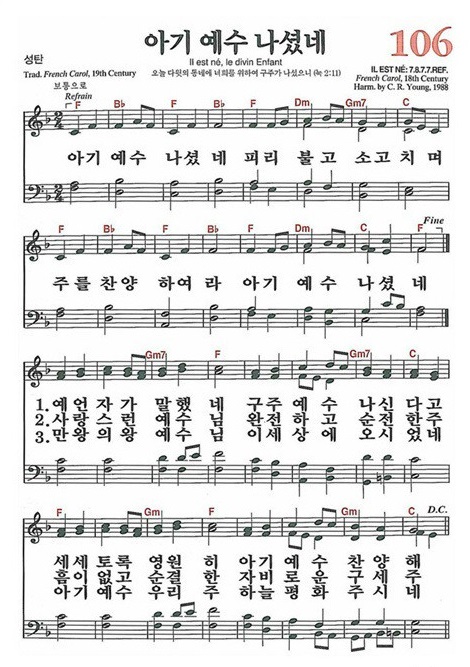 아기 예수 나셨네
106
성탄
Il est né, le divin Enfant
Trad. French Carol, 19th Century
오늘 다윗의 동네에 너희를 위하여 구주가 나셨으니 (눅 2:11)
IL EST NÉ: 7.8.7.7.REF.
French Carol, 18th Century
Harm. by C. R. Young, 1988
보통으로
Refrain
F B♭ F B♭ F Dm Gm7 C
아기 예수 나셨 네 피리 불고 소고치 며
F B♭ F B♭ F Dm C F
Fine
주를 찬양 하여 라 아기 예수 나셨 네
F Gm7 F Gm7 C
1. 예언자가 말했 네 구주 예수 나신 다고
2. 사랑스런 예수 님 완전 하고 순전 한주
3. 만왕의왕 예수 님 이세 상에 오시 었네
F Gm7 F Gm7 C
D.C.
세세 토록 영원 히 아기 예수 찬양 해
흠이 없고 순결 한 자비 로운 구세 주
아기 예수 우리 주 하늘 평화 주시 네